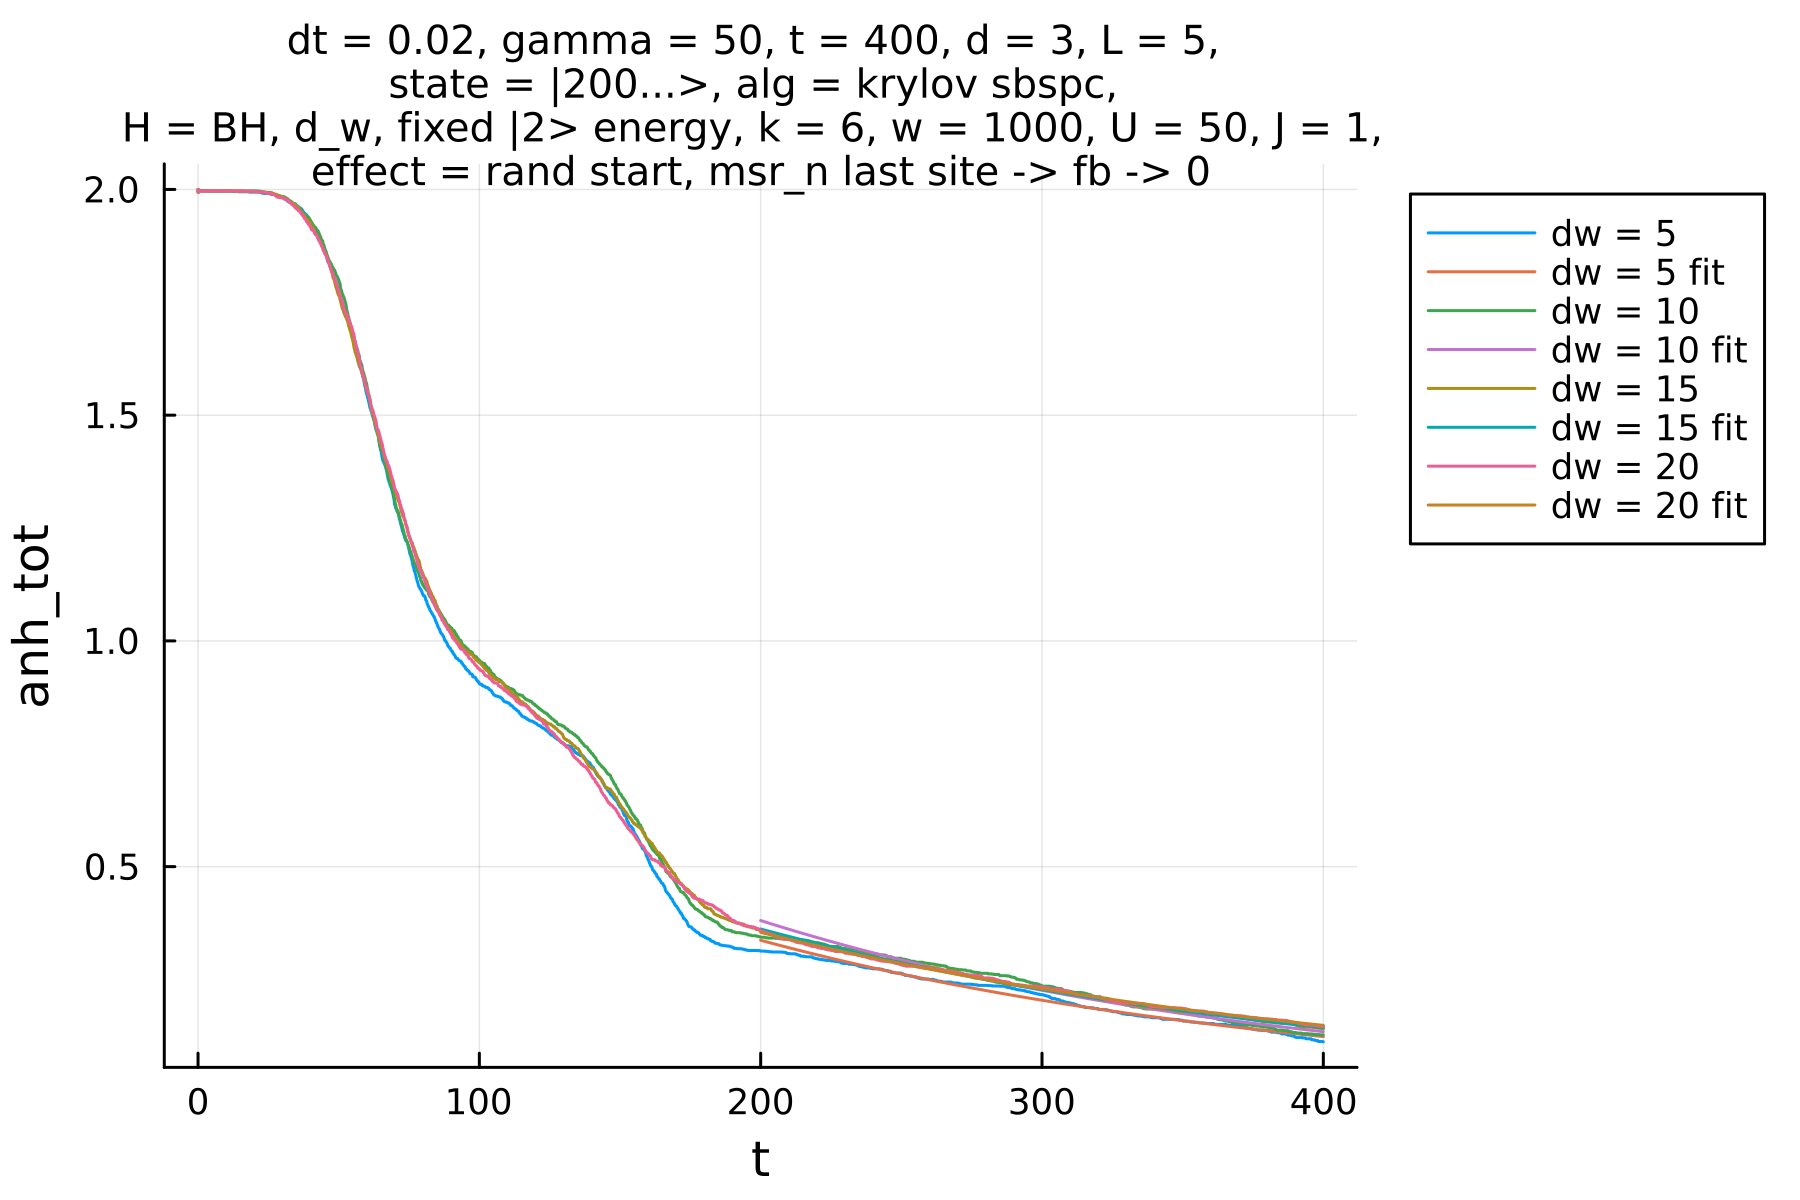 dt = 0.02, gamma = 50, t = 400, d = 3, L = 5,
state = |200...>, alg = krylov sbspc,
H = BH, d_w, fixed |2> energy, k = 6, w = 1000, U = 50, J = 1,
effect = rand start, msr_n last site -> fb -> 0
2.0
1.5
1.0
0.5
anh_tot
0
100
200
300
400
t
dw = 5
dw = 5 fit
dw = 10
dw = 10 fit
dw = 15
dw = 15 fit
dw = 20
dw = 20 fit